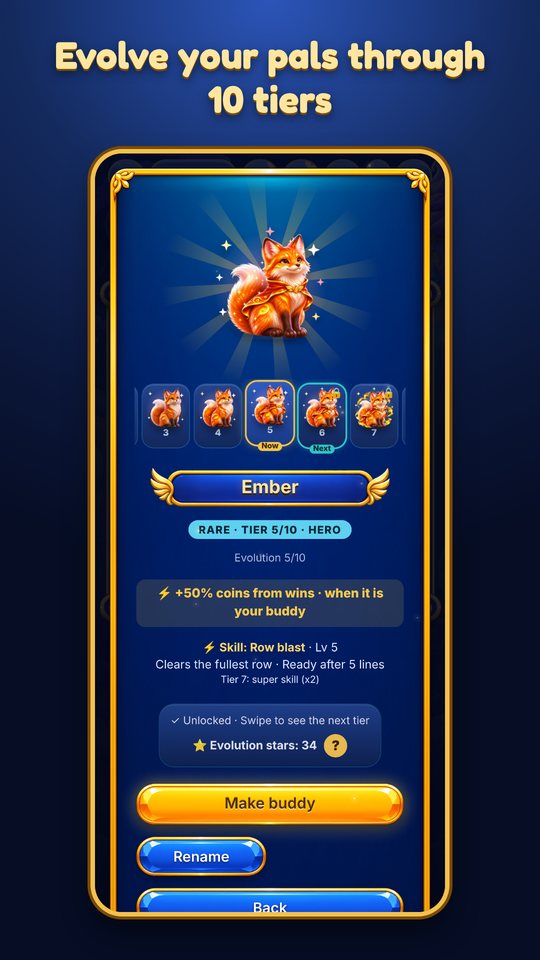 Evolve your pals through
10 tiers
3
4
5
6
7
Now
Next
Ember
RARE · TIER 5/10 · HERO
Evolution 5/10
⚡ +50% coins from wins · when it is
your buddy
⚡ Skill: Row blast · Lv 5
Clears the fullest row · Ready after 5 lines
Tier 7: super skill (x2)
✓ Unlocked · Swipe to see the next tier
⭐ Evolution stars: 34 ?
Make buddy
Rename
Back